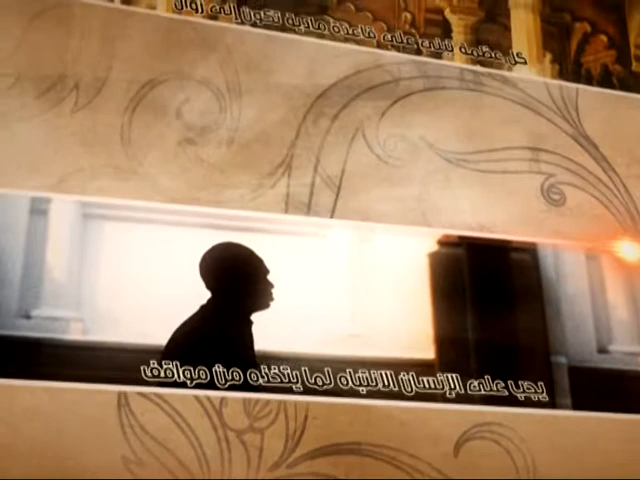 كل عظمة تبنى على قاعدة مادية تكون إلى زوال
يجب على الإنسان الانتباه لما يتخذه من مواقف